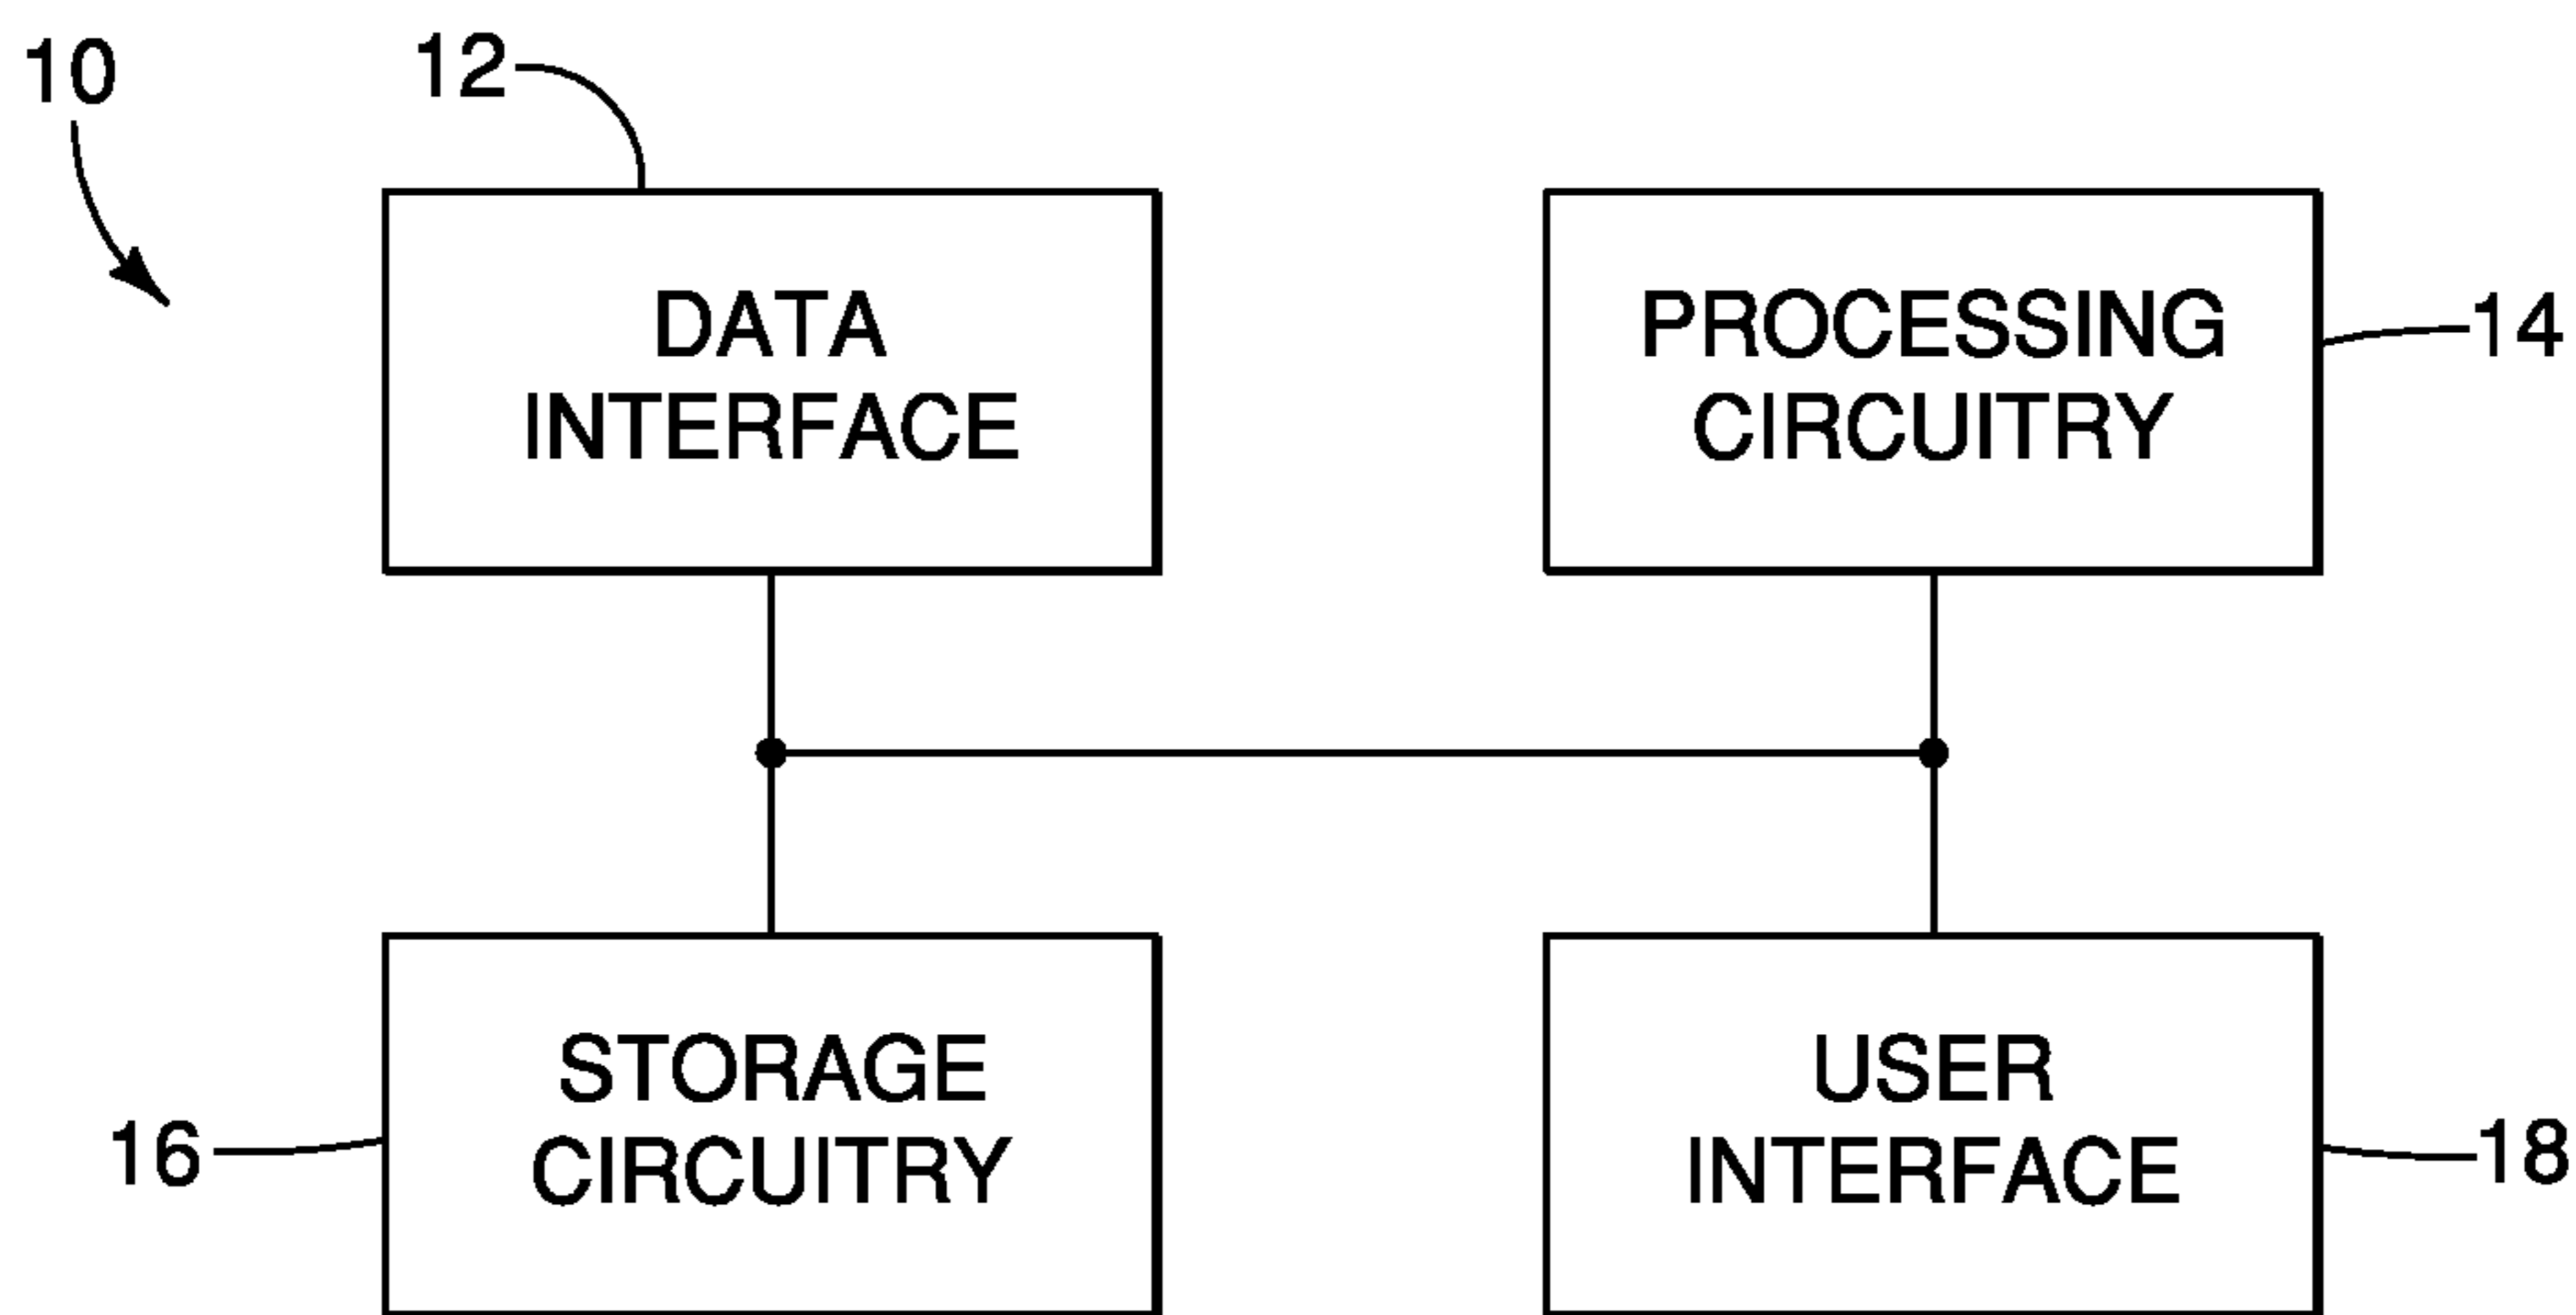 10
12
DATA
INTERFACE
PROCESSING
CIRCUITRY
14
STORAGE
CIRCUITRY
16
USER
INTERFACE
18